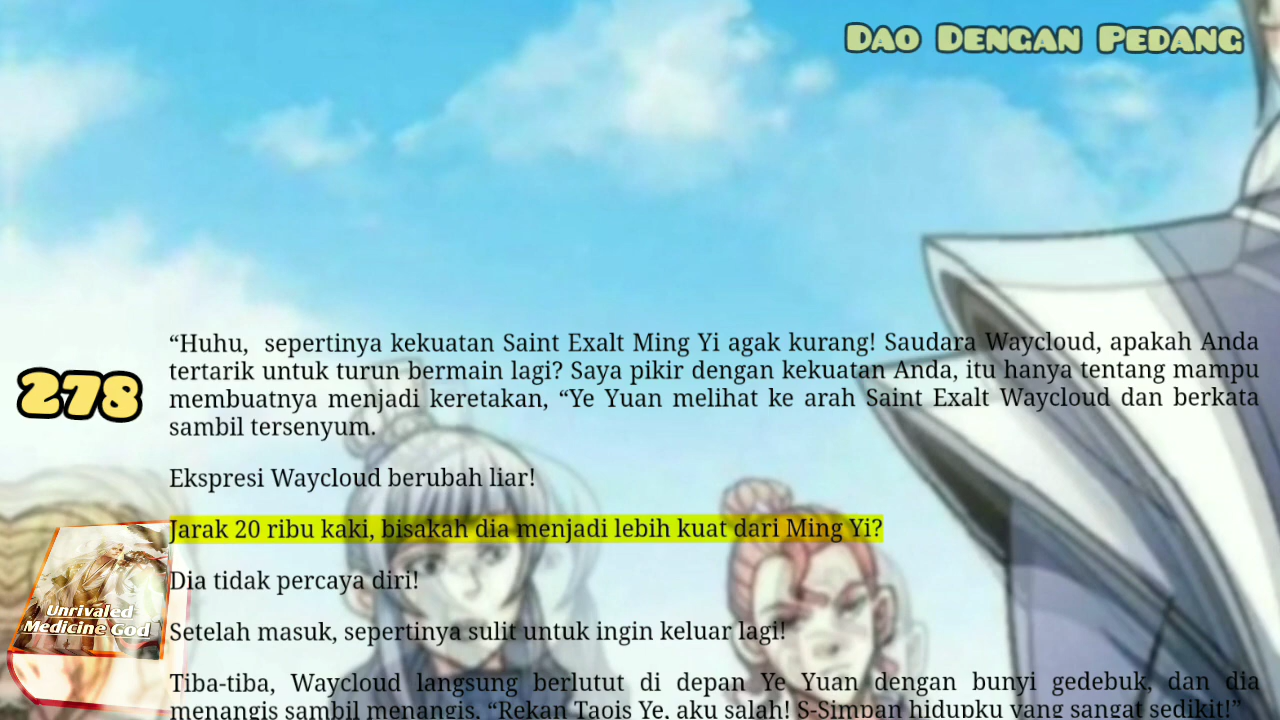 Dao Dengan Pedang
“Huhu,  sepertinya kekuatan Saint Exalt Ming Yi agak kurang! Saudara Waycloud, apakah Anda
tertarik untuk turun bermain lagi? Saya pikir dengan kekuatan Anda, itu hanya tentang mampu
membuatnya menjadi keretakan, “Ye Yuan melihat ke arah Saint Exalt Waycloud dan berkata
sambil tersenyum.
278
Ekspresi Waycloud berubah liar!
Jarak 20 ribu kaki, bisakah dia menjadi lebih kuat dari Ming Yi?
Dia tidak percaya diri!
Unrivaled
Medicine God
Setelah masuk, sepertinya sulit untuk ingin keluar lagi!
Tiba-tiba, Waycloud langsung berlutut di depan Ye Yuan dengan bunyi gedebuk, dan dia
menangis sambil menangis, “Rekan Taois Ye, aku salah! S-Simpan hidupku yang sangat sedikit!”